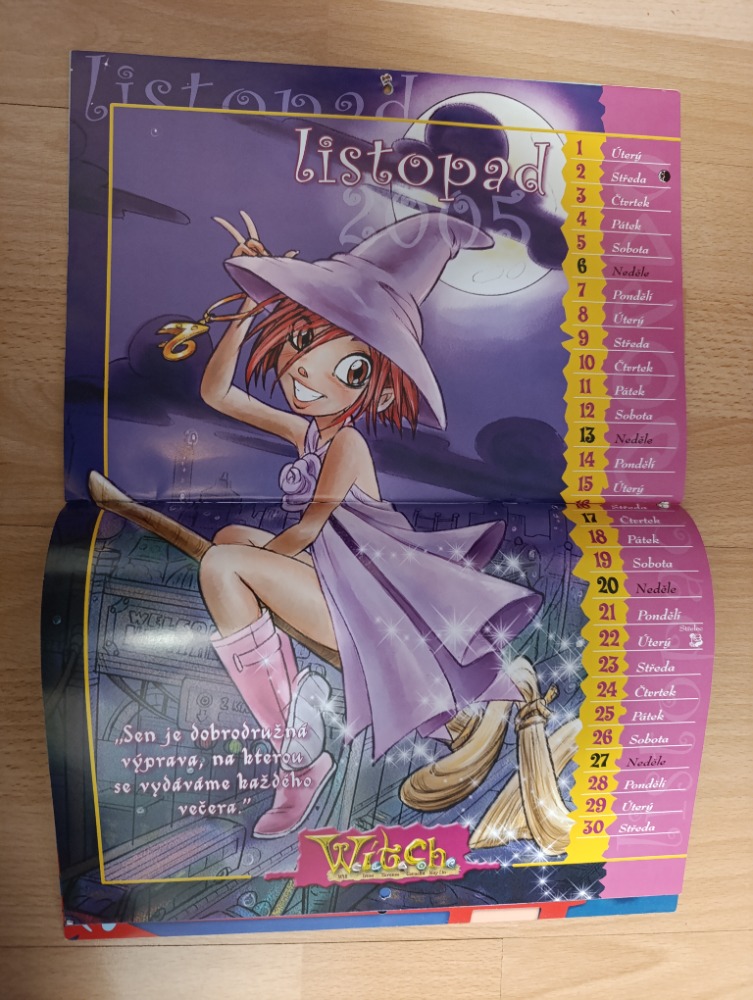 listopad
listopad
2005
1 Úterý
2 Středa
3 Čtvrtek
4 Pátek
5 Sobota
6 Neděle
7 Pondělí
8 Úterý
9 Středa
10 Čtvrtek
11 Pátek
12 Sobota
13 Neděle
14 Pondělí
15 Úterý
16 Středa
17 Čtvrtek
18 Pátek
19 Sobota
20 Neděle
21 Pondělí
22 Úterý
23 Středa
24 Čtvrtek
25 Pátek
26 Sobota
27 Neděle
28 Pondělí
29 Úterý
30 Středa
„Sen je dobrodružná
výprava, na kterou
se vydáváme každého
večera."
W.i.t.c.h.